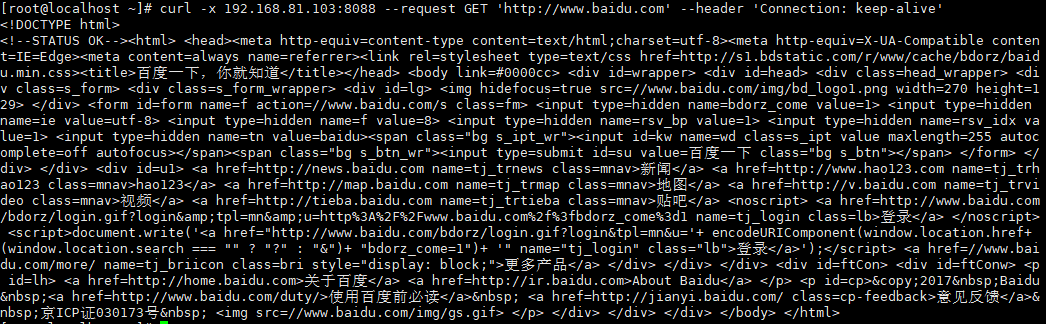 [root@localhost ~]# curl -x 192.168.81.103:8088 --request GET 'http://www.baidu.com' --header 'Connection: keep-alive'
<!DOCTYPE html>
<!--STATUS OK--><html> <head><meta http-equiv=content-type content=text/html;charset=utf-8><meta http-equiv=X-UA-Compatible conten
t=IE=Edge><meta content=always name=referrer><link rel=stylesheet type=text/css href=http://s1.bdstatic.com/r/www/cache/bdorz/baid
u.min.css><title>百度一下，你就知道</title></head> <body link=#0000cc> <div id=wrapper> <div id=head> <div class=head_wrapper> <div class=s_form> <div class=s_form_wrapper> <div id=lg> <img hidefocus=true src=//www.baidu.com/img/bd_logo1.png width=270 height=1
29> </div> <form id=form name=f action=//www.baidu.com/s class=fm> <input type=hidden name=bdorz_come value=1> <input type=hidden 
name=ie value=utf-8> <input type=hidden name=f value=8> <input type=hidden name=rsv_bp value=1> <input type=hidden name=rsv_idx va
lue=1> <input type=hidden name=tn value=baidu><span class="bg s_ipt_wr"><input id=kw name=wd class=s_ipt value maxlength=255 autoc
omplete=off autofocus></span><span class="bg s_btn_wr"><input type=submit id=su value=百度一下 class="bg s_btn"></span> </form> </
div> </div> <div id=u1> <a href=http://news.baidu.com name=tj_trnews class=mnav>新闻</a> <a href=http://www.hao123.com name=tj_trh
ao123 class=mnav>hao123</a> <a href=http://map.baidu.com name=tj_trmap class=mnav>地图</a> <a href=http://v.baidu.com name=tj_trvi
deo class=mnav>视频</a> <a href=http://tieba.baidu.com name=tj_trtieba class=mnav>贴吧</a> <noscript> <a href=http://www.baidu.com
/bdorz/login.gif?login&amp;tpl=mn&amp;u=http%3A%2F%2Fwww.baidu.com%2f%3fbdorz_come%3d1 name=tj_login class=lb>登录</a> </noscript>
 <script>document.write('<a href="http://www.baidu.com/bdorz/login.gif?login&tpl=mn&u='+ encodeURIComponent(window.location.href+ 
(window.location.search === "" ? "?" : "&")+ "bdorz_come=1")+ '" name="tj_login" class="lb">登录</a>');</script> <a href=//www.bai
du.com/more/ name=tj_briicon class=bri style="display: block;">更多产品</a> </div> </div> </div> <div id=ftCon> <div id=ftConw> <p
 id=lh> <a href=http://home.baidu.com>关于百度</a> <a href=http://ir.baidu.com>About Baidu</a> </p> <p id=cp>&copy;2017&nbsp;Baidu
&nbsp;<a href=http://www.baidu.com/duty/>使用百度前必读</a>&nbsp; <a href=http://jianyi.baidu.com/ class=cp-feedback>意见反馈</a>&
nbsp;京ICP证030173号&nbsp; <img src=//www.baidu.com/img/gs.gif> </p> </div> </div> </div> </body> </html>